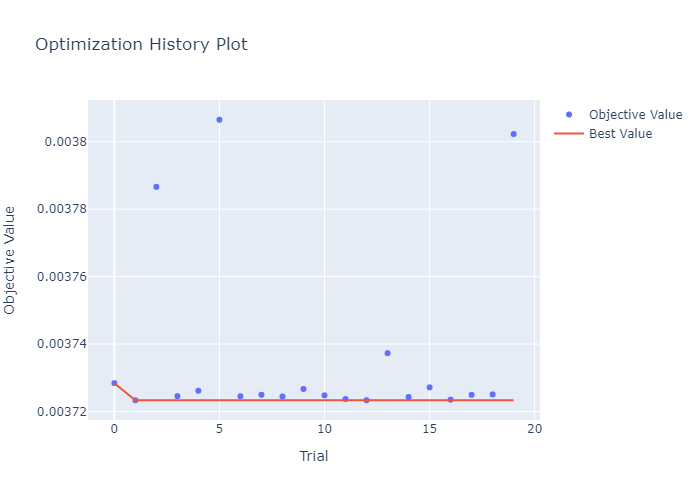 Optimization History Plot
Objective Value
Best Value
0.0038
0.00378
0.00376
0.00374
0.00372
Objective Value
0
5
10
15
20
Trial